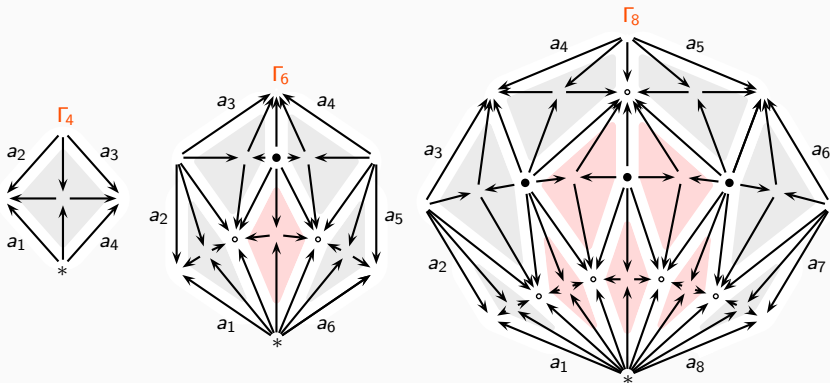 Γ4
a2 a3
a1 a4
*
Γ6
a3 a4
a2 a5
a1 a6
*
Γ8
a4 a5
a3 a6
a2 a7
a1 a8
*